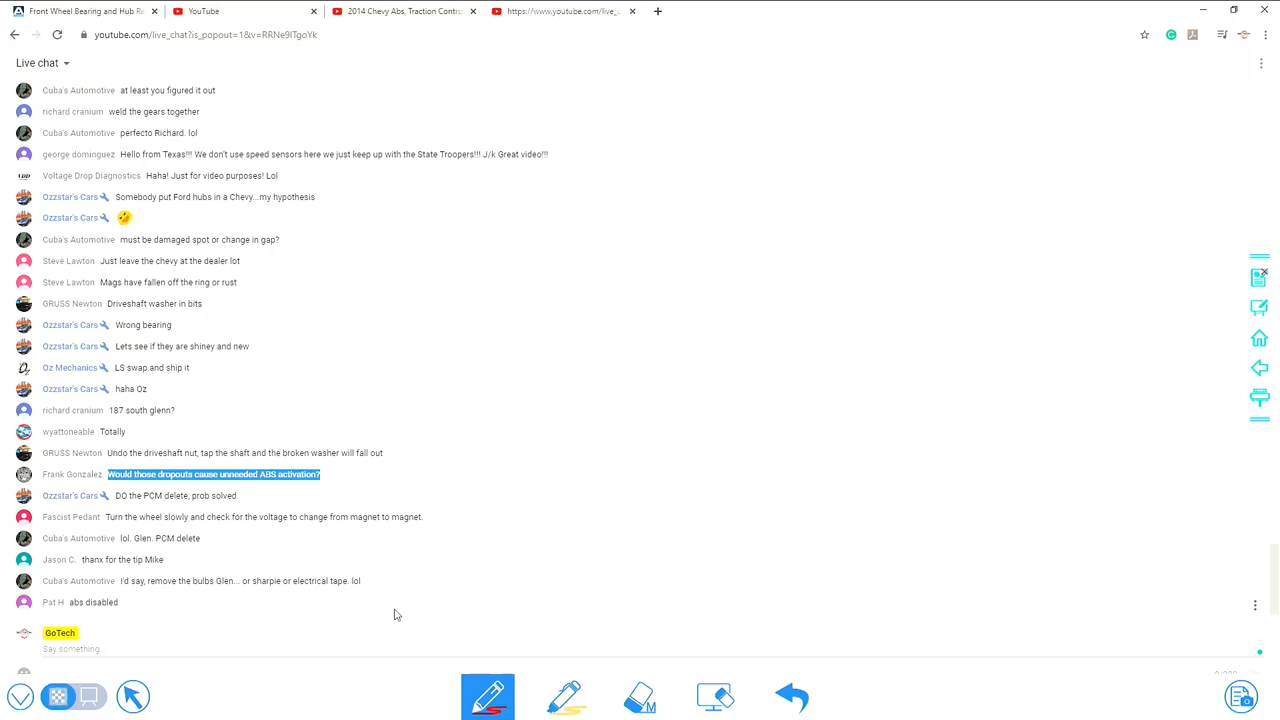 Front Wheel Bearing and Hub Re
YouTube
2014 Chevy Abs, Traction Contro
https://www.youtube.com/live_
youtube.com/live_chat?is_popout=1&v=RRNe9lTgoYk
Live chat
Cuba's Automotive at least you figured it out
richard cranium weld the gears together
Cuba's Automotive perfecto Richard. lol
george dominguez Hello from Texas!!! We don't use speed sensors here we just keep up with the State Troopers!!! J/k Great video!!!
Voltage Drop Diagnostics Haha! Just for video purposes! Lol
Ozzstar's Cars Somebody put Ford hubs in a Chevy...my hypothesis
Ozzstar's Cars
Cuba's Automotive must be damaged spot or change in gap?
Steve Lawton Just leave the chevy at the dealer lot
Steve Lawton Mags have fallen off the ring or rust
GRUSS Newton Driveshaft washer in bits
Ozzstar's Cars Wrong bearing
Ozzstar's Cars Lets see if they are shiney and new
Oz Mechanics LS swap and ship it
Ozzstar's Cars haha Oz
richard cranium 187 south glenn?
wyattoneable Totally
GRUSS Newton Undo the driveshaft nut, tap the shaft and the broken washer will fall out
Frank Gonzalez Would those dropouts cause unneeded ABS activation?
Ozzstar's Cars DO the PCM delete, prob solved
Fascist Pedant Turn the wheel slowly and check for the voltage to change from magnet to magnet.
Cuba's Automotive lol. Glen. PCM delete
Jason C. thanx for the tip Mike
Cuba's Automotive I'd say, remove the bulbs Glen... or sharpie or electrical tape. lol
Pat H abs disabled
GoTech
Say something...